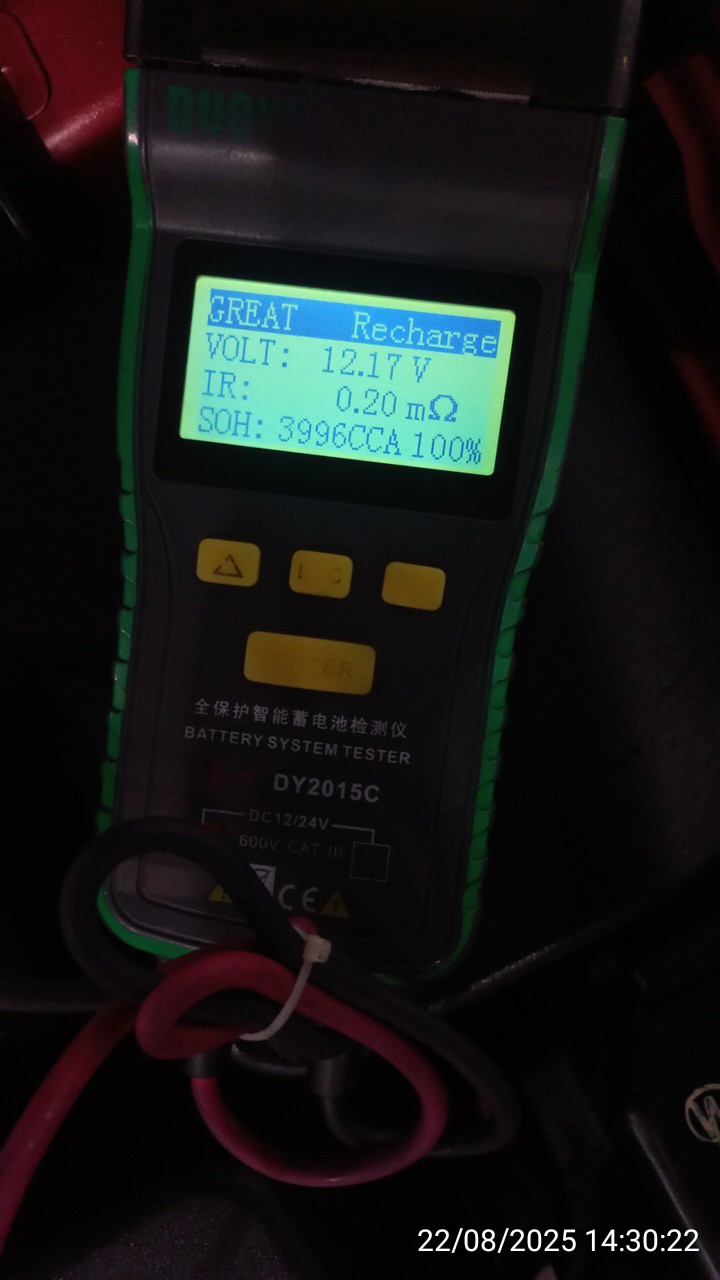 GREAT Recharge
VOLT: 12.17 V
IR: 0.20 mΩ
SOH: 3996CCA 100%
全保护智能蓄电池检测仪
BATTERY SYSTEM TESTER
DY2015C
DC12/24V
600V CAT III
CE
22/08/2025 14:30:22